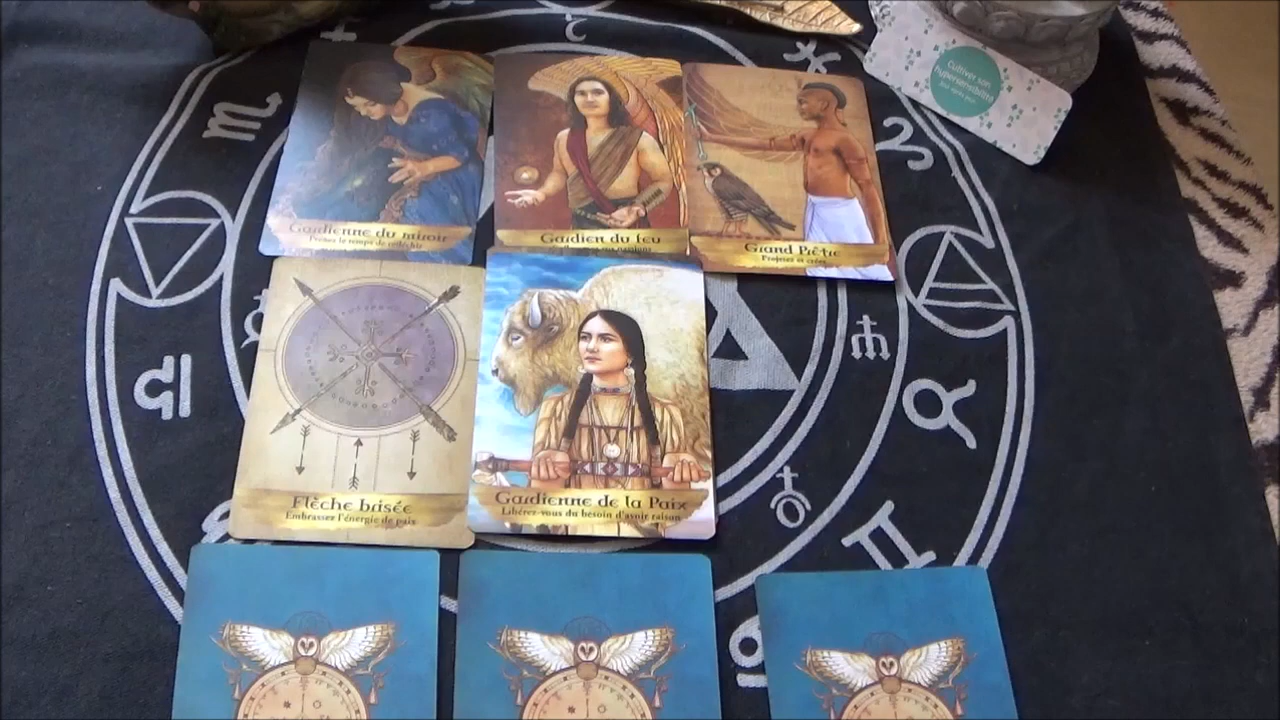 Cultiver son
hypersensibilité
Gardienne du miroir
Prenez le temps de réfléchir
Gardien du feu
Grand Prêtre
Projetez et créez
Flèche brisée
Embrassez l'énergie de paix
Gardienne de la Paix
Libérez-vous du besoin d'avoir raison